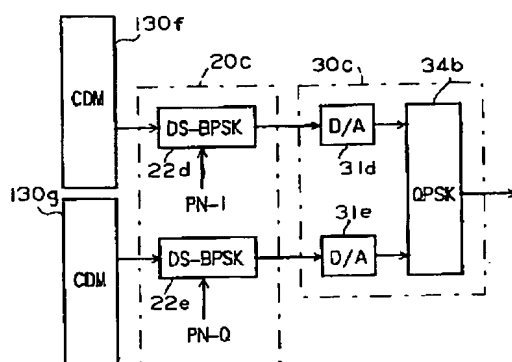 130f
20c
30c
34b
CDM
DS-BPSK
D/A
22d
31d
PN-I
QPSK
130g
31e
CDM
DS-BPSK
D/A
22e
PN-Q